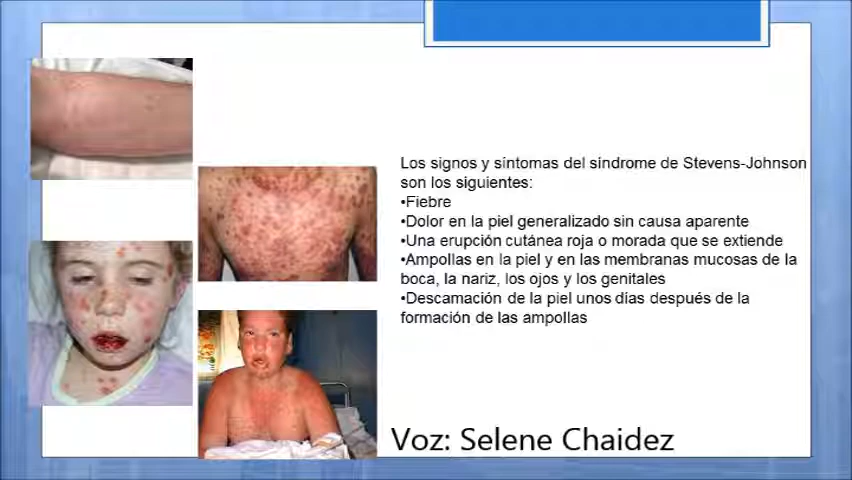 Los signos y síntomas del síndrome de Stevens-Johnson
son los siguientes:
•Fiebre
•Dolor en la piel generalizado sin causa aparente
•Una erupción cutánea roja o morada que se extiende
•Ampollas en la piel y en las membranas mucosas de la
boca, la nariz, los ojos y los genitales
•Descamación de la piel unos días después de la
formación de las ampollas
Voz: Selene Chaidez